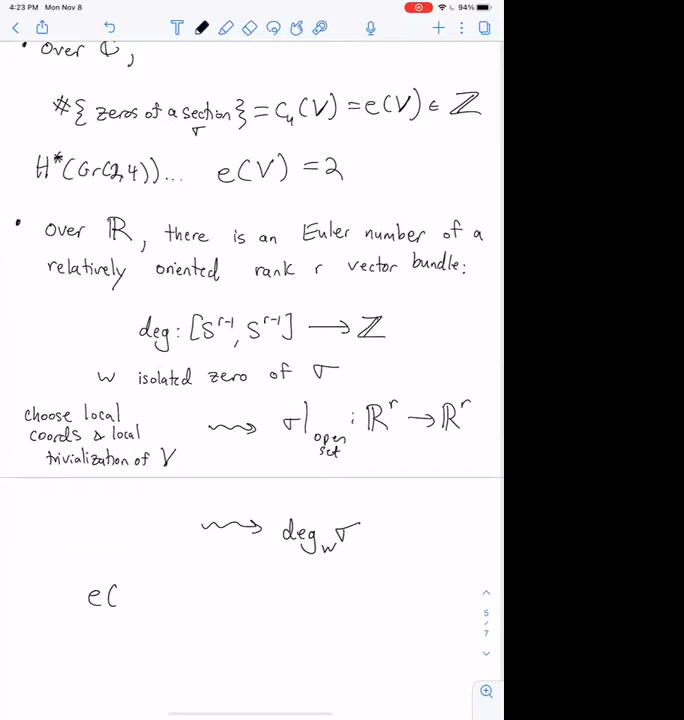 4:23 PM Mon Nov 8
94%
• Over ℂ,
#{zeros of a section σ} = C₄(V) = e(V) ∈ ℤ
H*(Gr(2,4))... e(V) = 2
• Over ℝ, there is an Euler number of a
relatively oriented rank r vector bundle:
deg: [S^{r-1}, S^{r-1}] → ℤ
w isolated zero of σ
choose local
coords & local
trivialization of V
⇝ σ|_{open set} : ℝ^r → ℝ^r
⇝ deg_w σ
e(
5
/
7